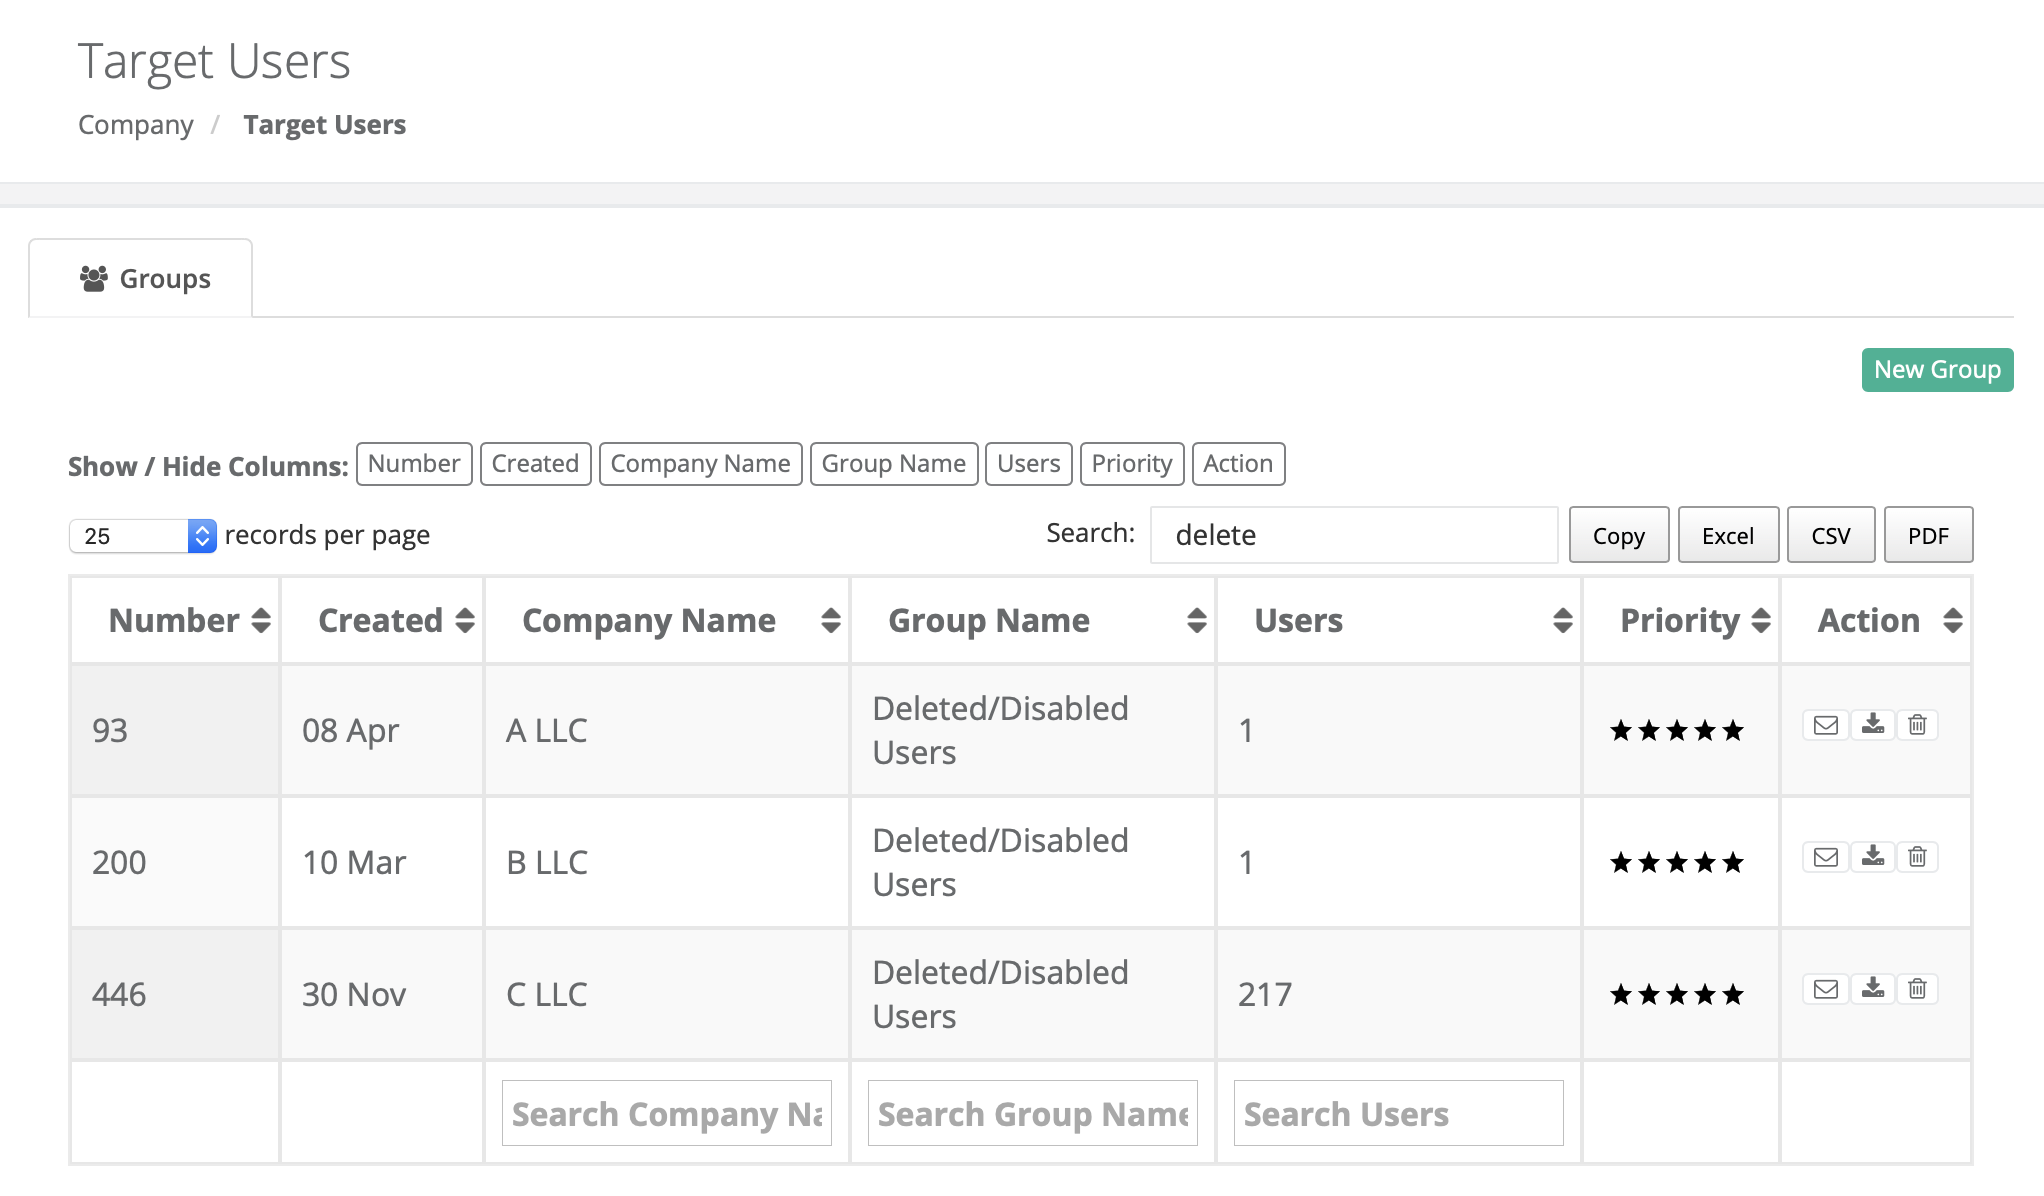 Target Users
Company / Target Users
Groups
New Group
Show / Hide Columns: Number Created Company Name Group Name Users Priority Action
25 records per page Search: delete Copy Excel CSV PDF
Number Created Company Name Group Name Users Priority Action
93 08 Apr A LLC Deleted/Disabled Users 1 ★★★★★
200 10 Mar B LLC Deleted/Disabled Users 1 ★★★★★
446 30 Nov C LLC Deleted/Disabled Users 217 ★★★★★
Search Company Na Search Group Name Search Users